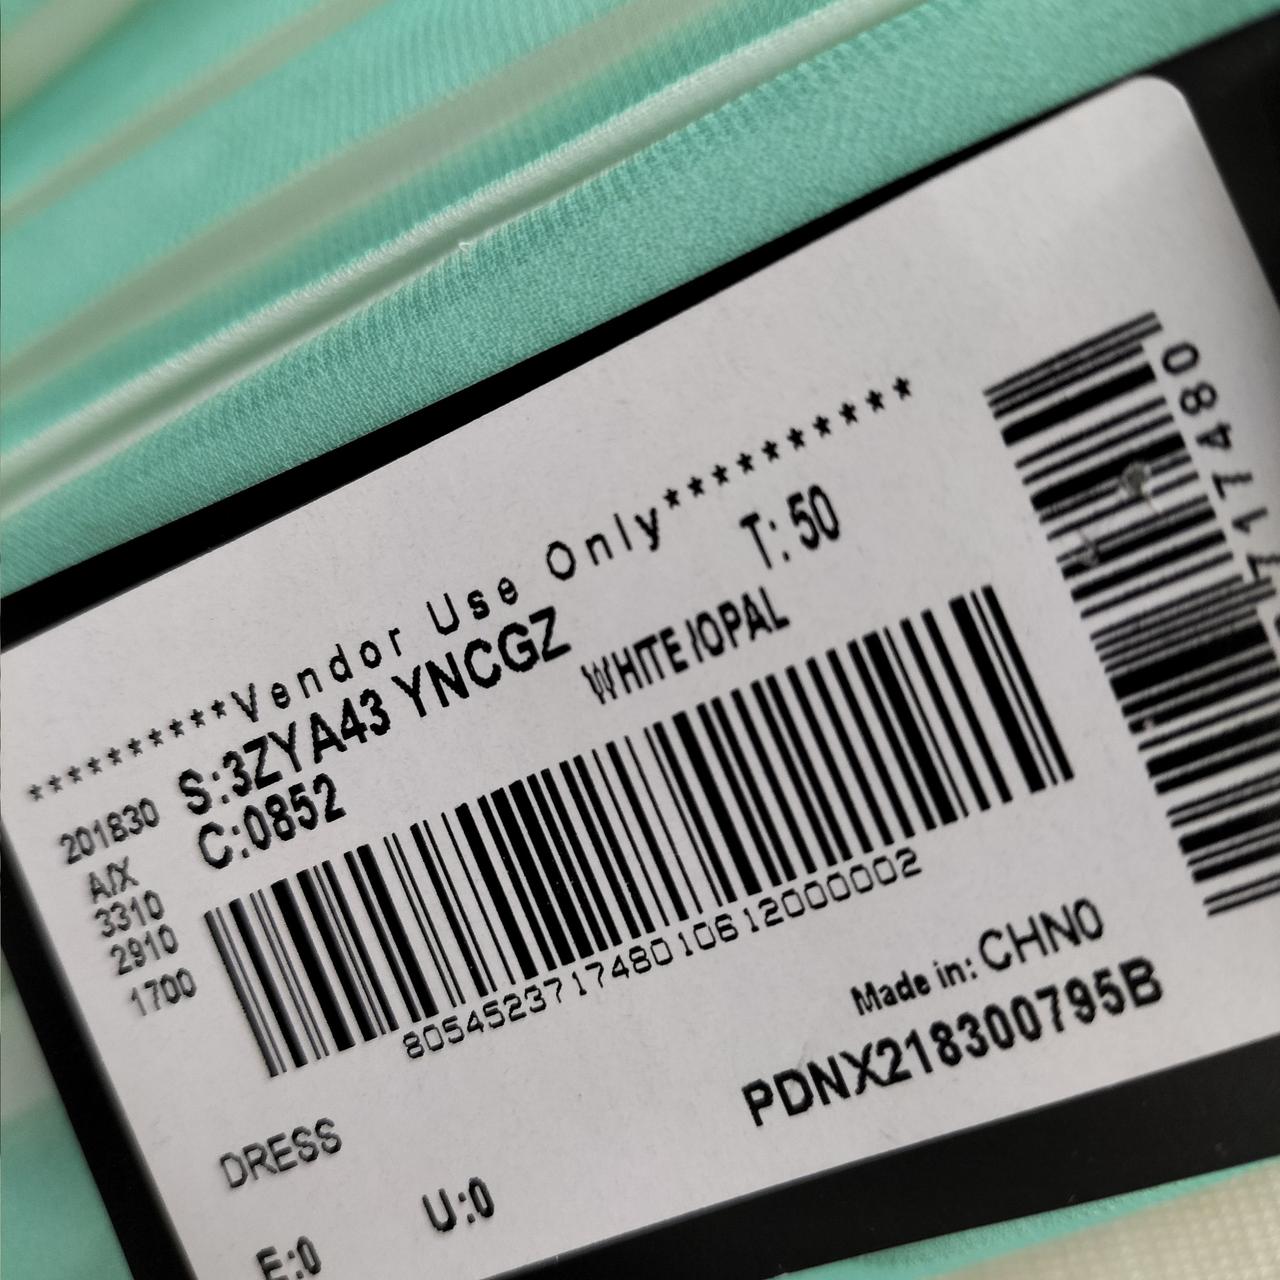 *********Vendor Use Only**********
S:3ZYA43 YNCGZ T: 50
C:0852 WHITE/OPAL
201830
A/X
3310
2910
1700
805452371748010612000002
Made in: CHN0
PDNX218300795B
DRESS
U:0
E:0
717480